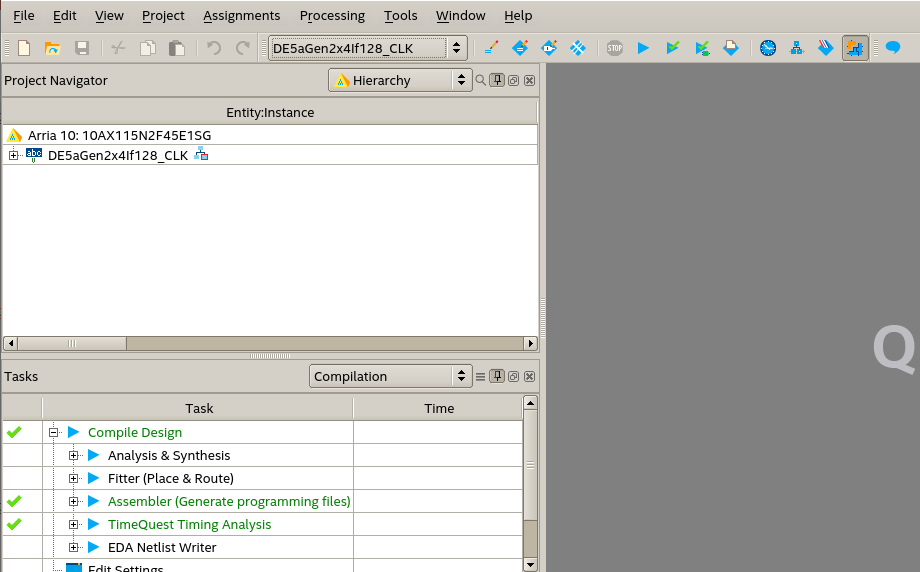 File Edit View Project Assignments Processing Tools Window Help
DE5aGen2x4If128_CLK
STOP
Project Navigator Hierarchy
Entity:Instance
Arria 10: 10AX115N2F45E1SG
abc DE5aGen2x4If128_CLK
Q
Tasks Compilation
Task Time
Compile Design
Analysis & Synthesis
Fitter (Place & Route)
Assembler (Generate programming files)
TimeQuest Timing Analysis
EDA Netlist Writer
Edit Settings